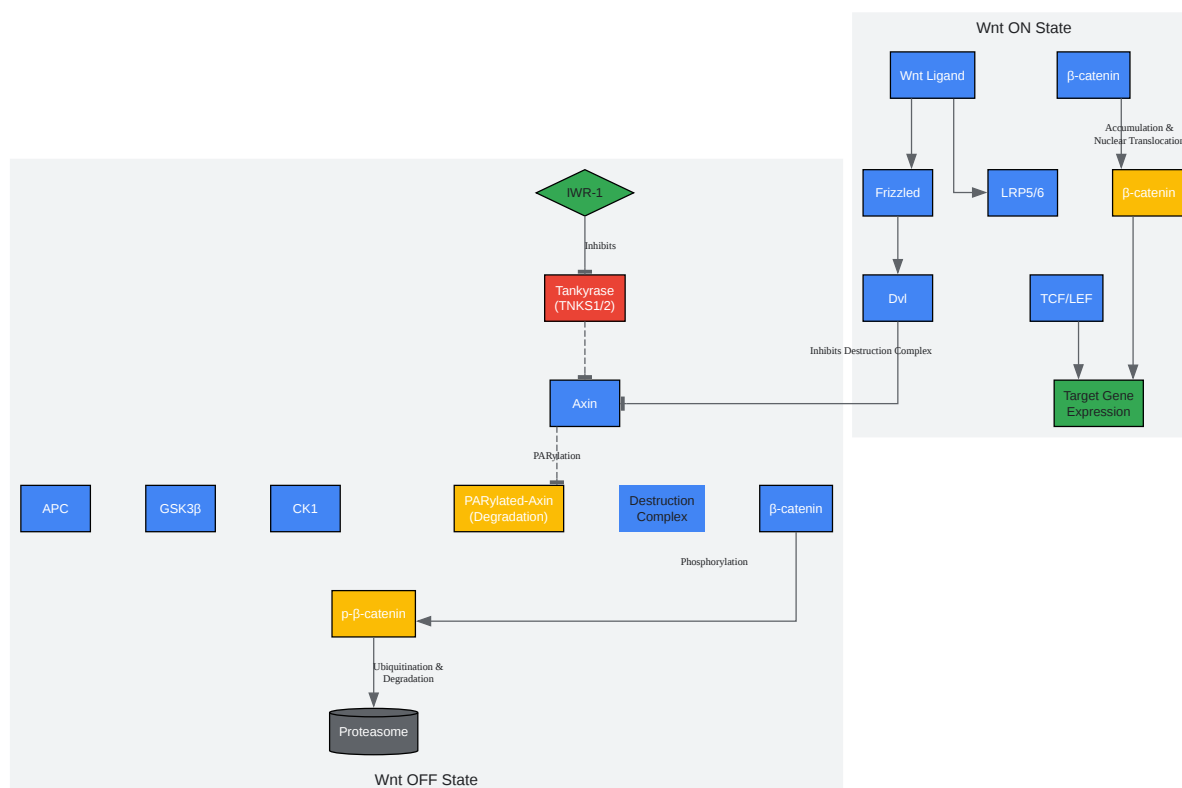 Wnt ON State
Wnt Ligand
β-catenin
Accumulation &
Nuclear Translocation
Frizzled
LRP5/6
β-catenin
Dvl
TCF/LEF
Inhibits Destruction Complex
Target Gene
Expression
IWR-1
Inhibits
Tankyrase
(TNKS1/2)
Axin
PARylation
APC
GSK3β
CK1
PARylated-Axin
(Degradation)
Destruction
Complex
β-catenin
Phosphorylation
p-β-catenin
Ubiquitination &
Degradation
Proteasome
Wnt OFF State